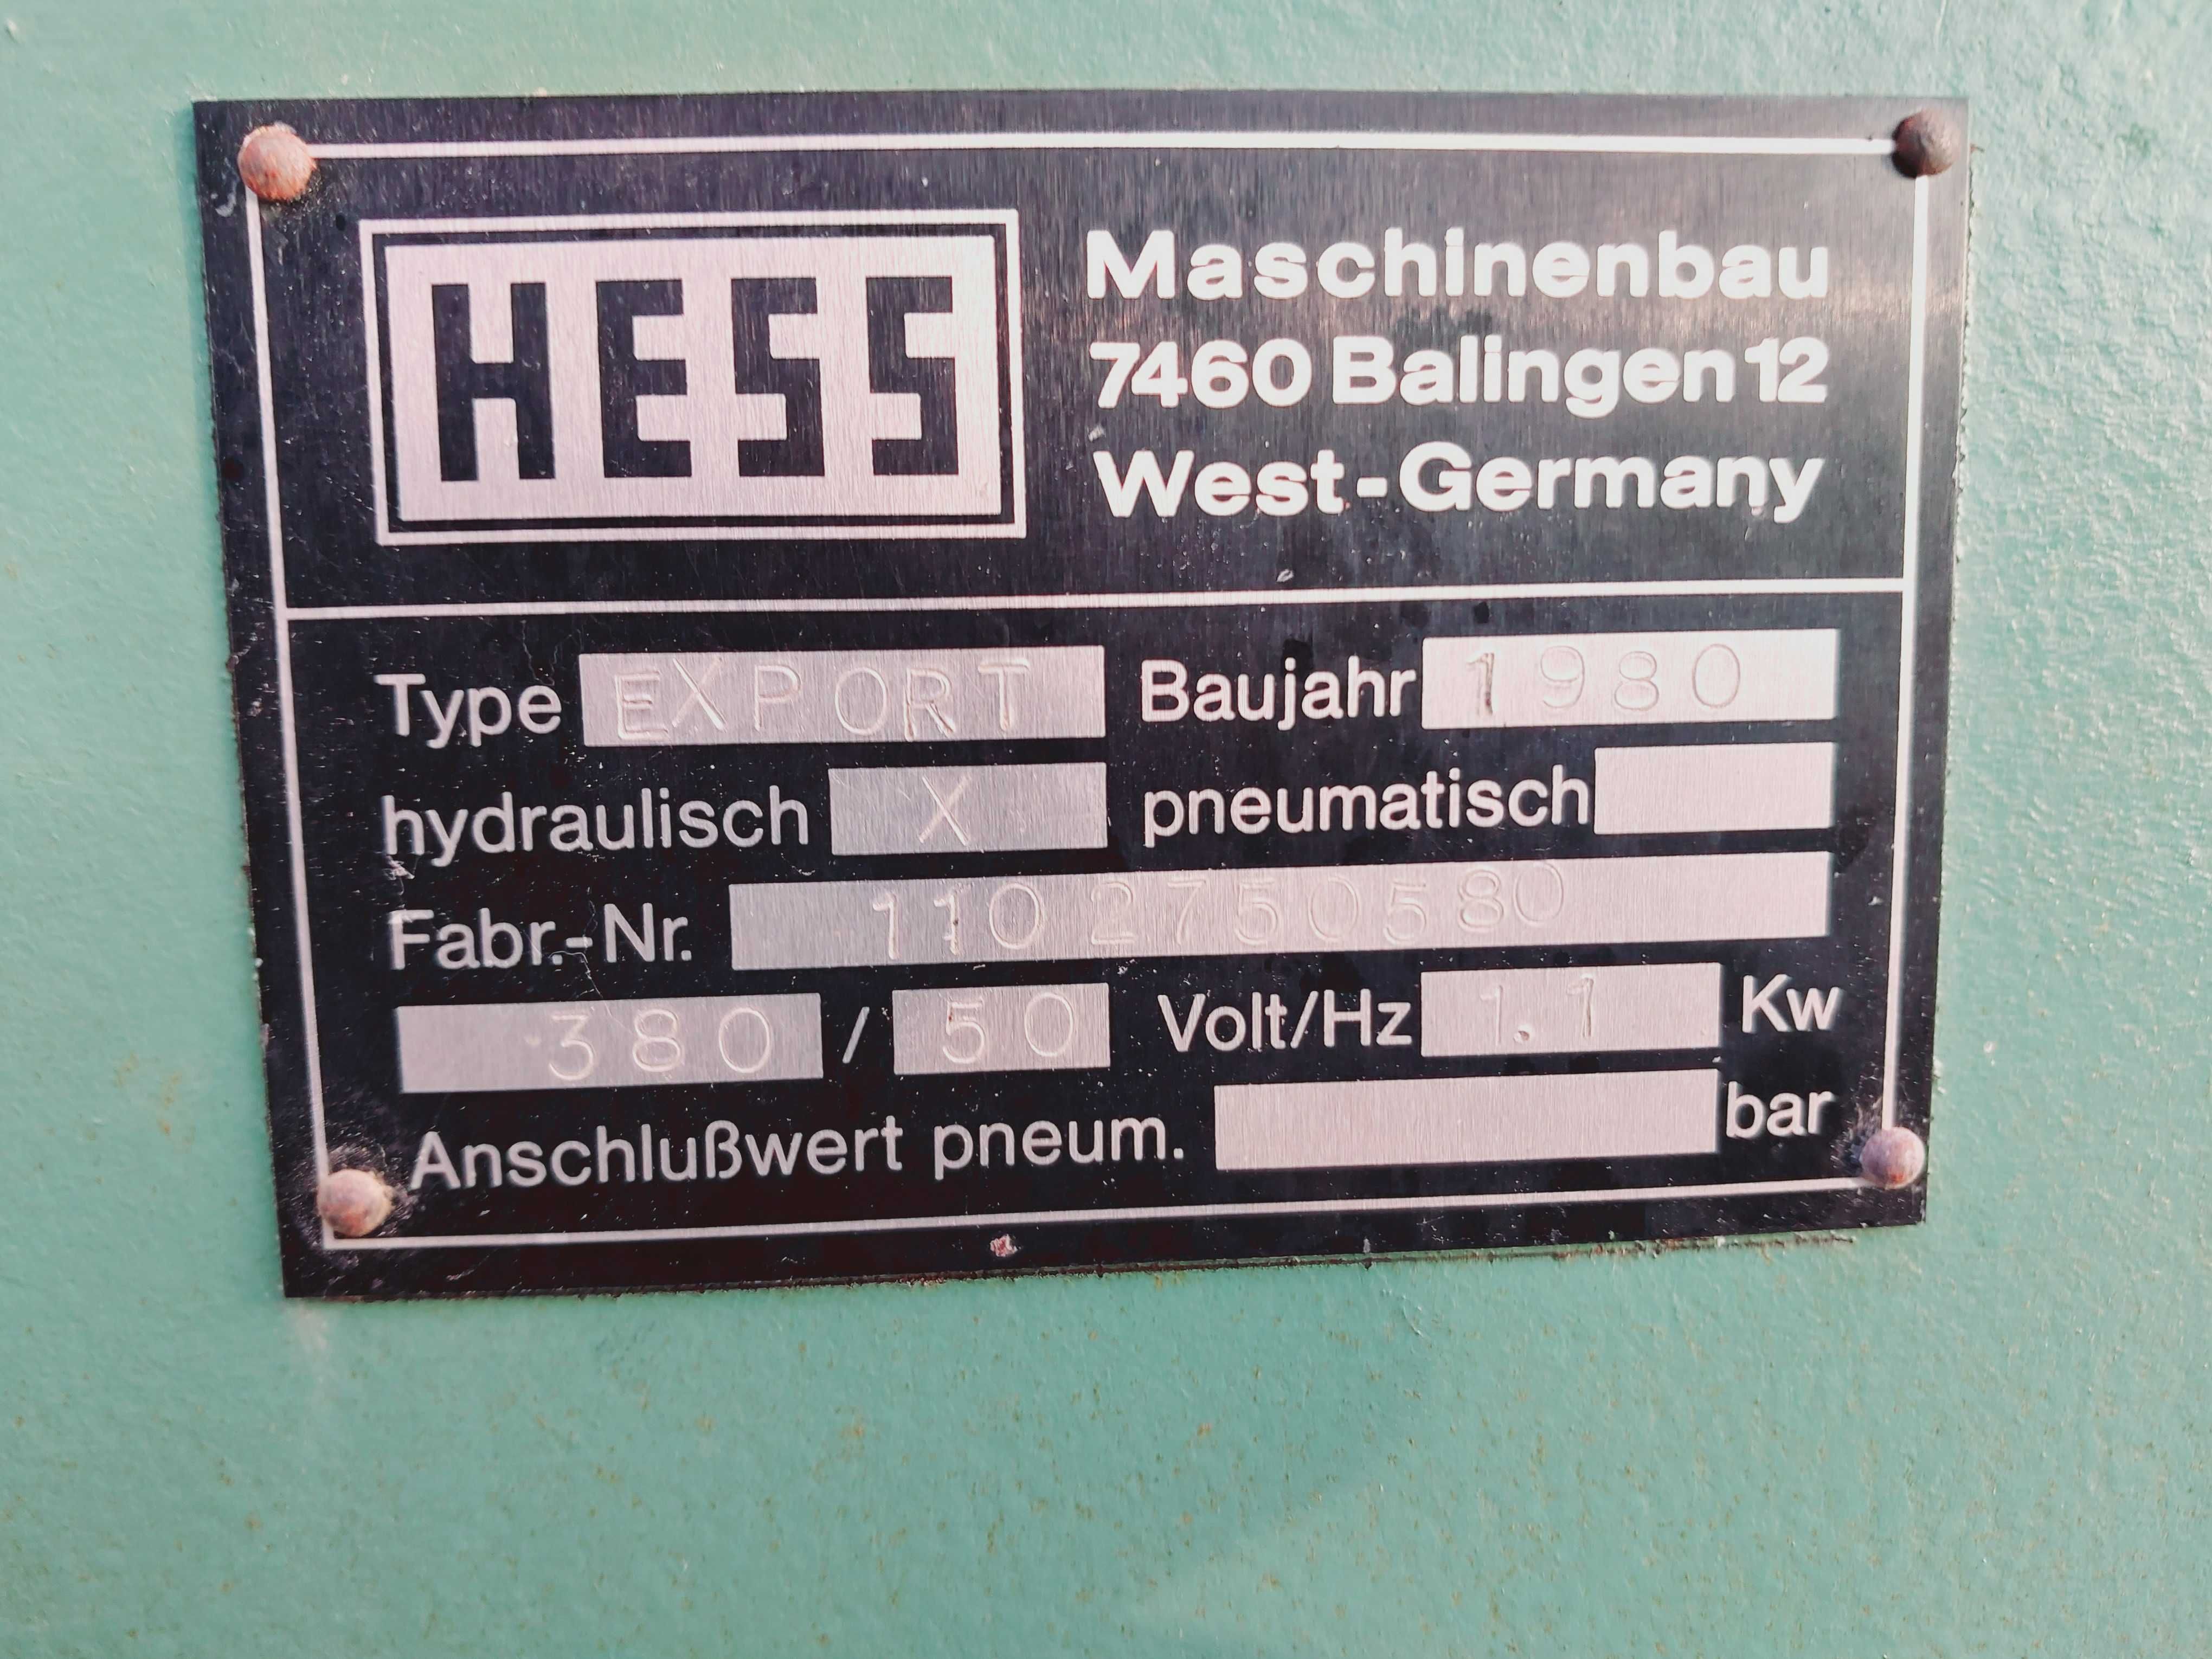 HESS
Maschinenbau
7460 Balingen 12
West-Germany
Type EXPORT Baujahr 1980
hydraulisch X pneumatisch
Fabr.-Nr. 1102750580
380 / 50 Volt/Hz 1.1 Kw
Anschlußwert pneum. bar